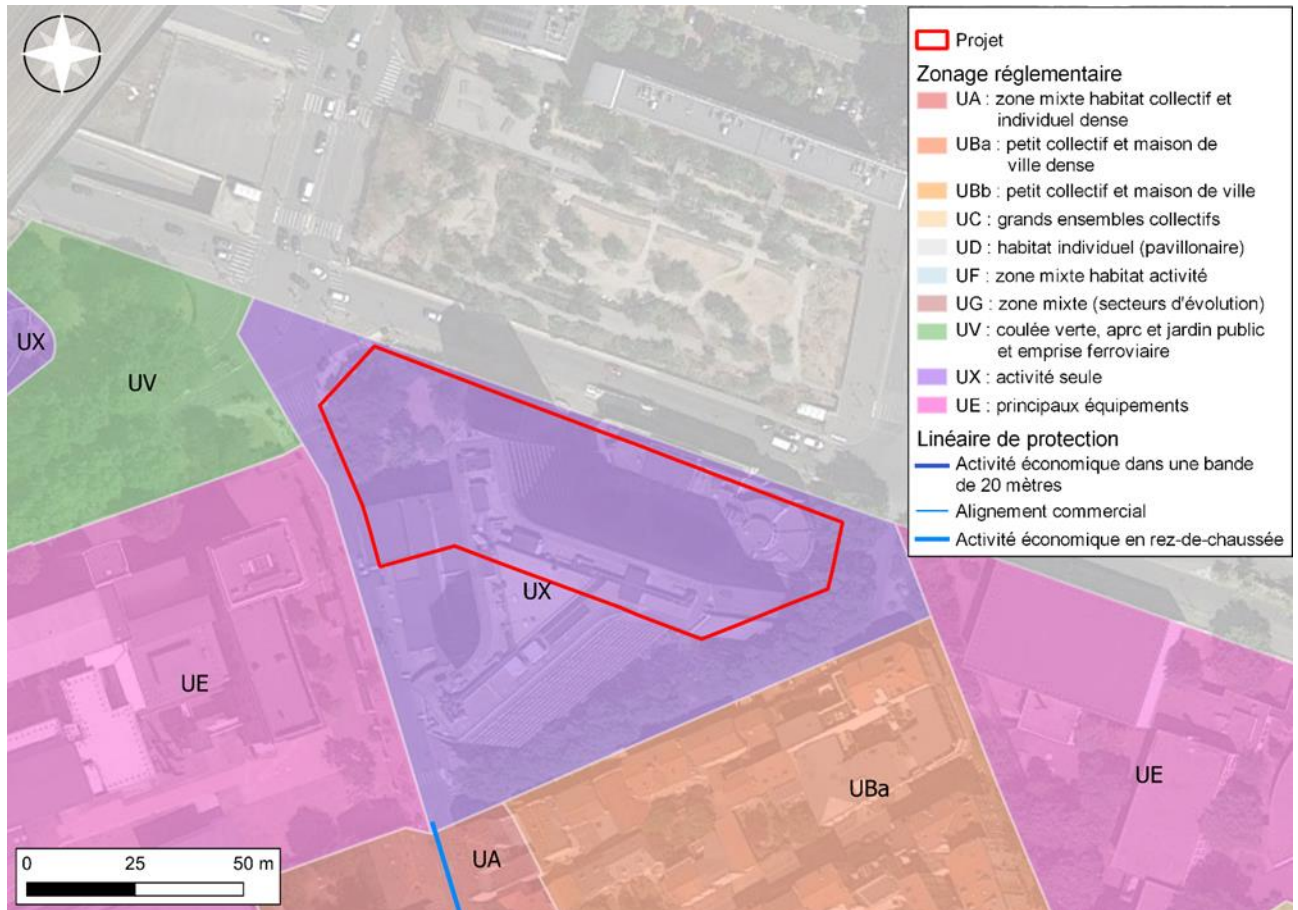 Projet
Zonage réglementaire
UA : zone mixte habitat collectif et
individuel dense
UBa : petit collectif et maison de
ville dense
UBb : petit collectif et maison de ville
UC : grands ensembles collectifs
UD : habitat individuel (pavillonaire)
UF : zone mixte habitat activité
UG : zone mixte (secteurs d'évolution)
UV : coulée verte, aprc et jardin public
et emprise ferroviaire
UX : activité seule
UE : principaux équipements
Linéaire de protection
Activité économique dans une bande
de 20 mètres
Alignement commercial
Activité économique en rez-de-chaussée
UX
UV
UX
UE
UBa
UE
UA
0 25 50 m